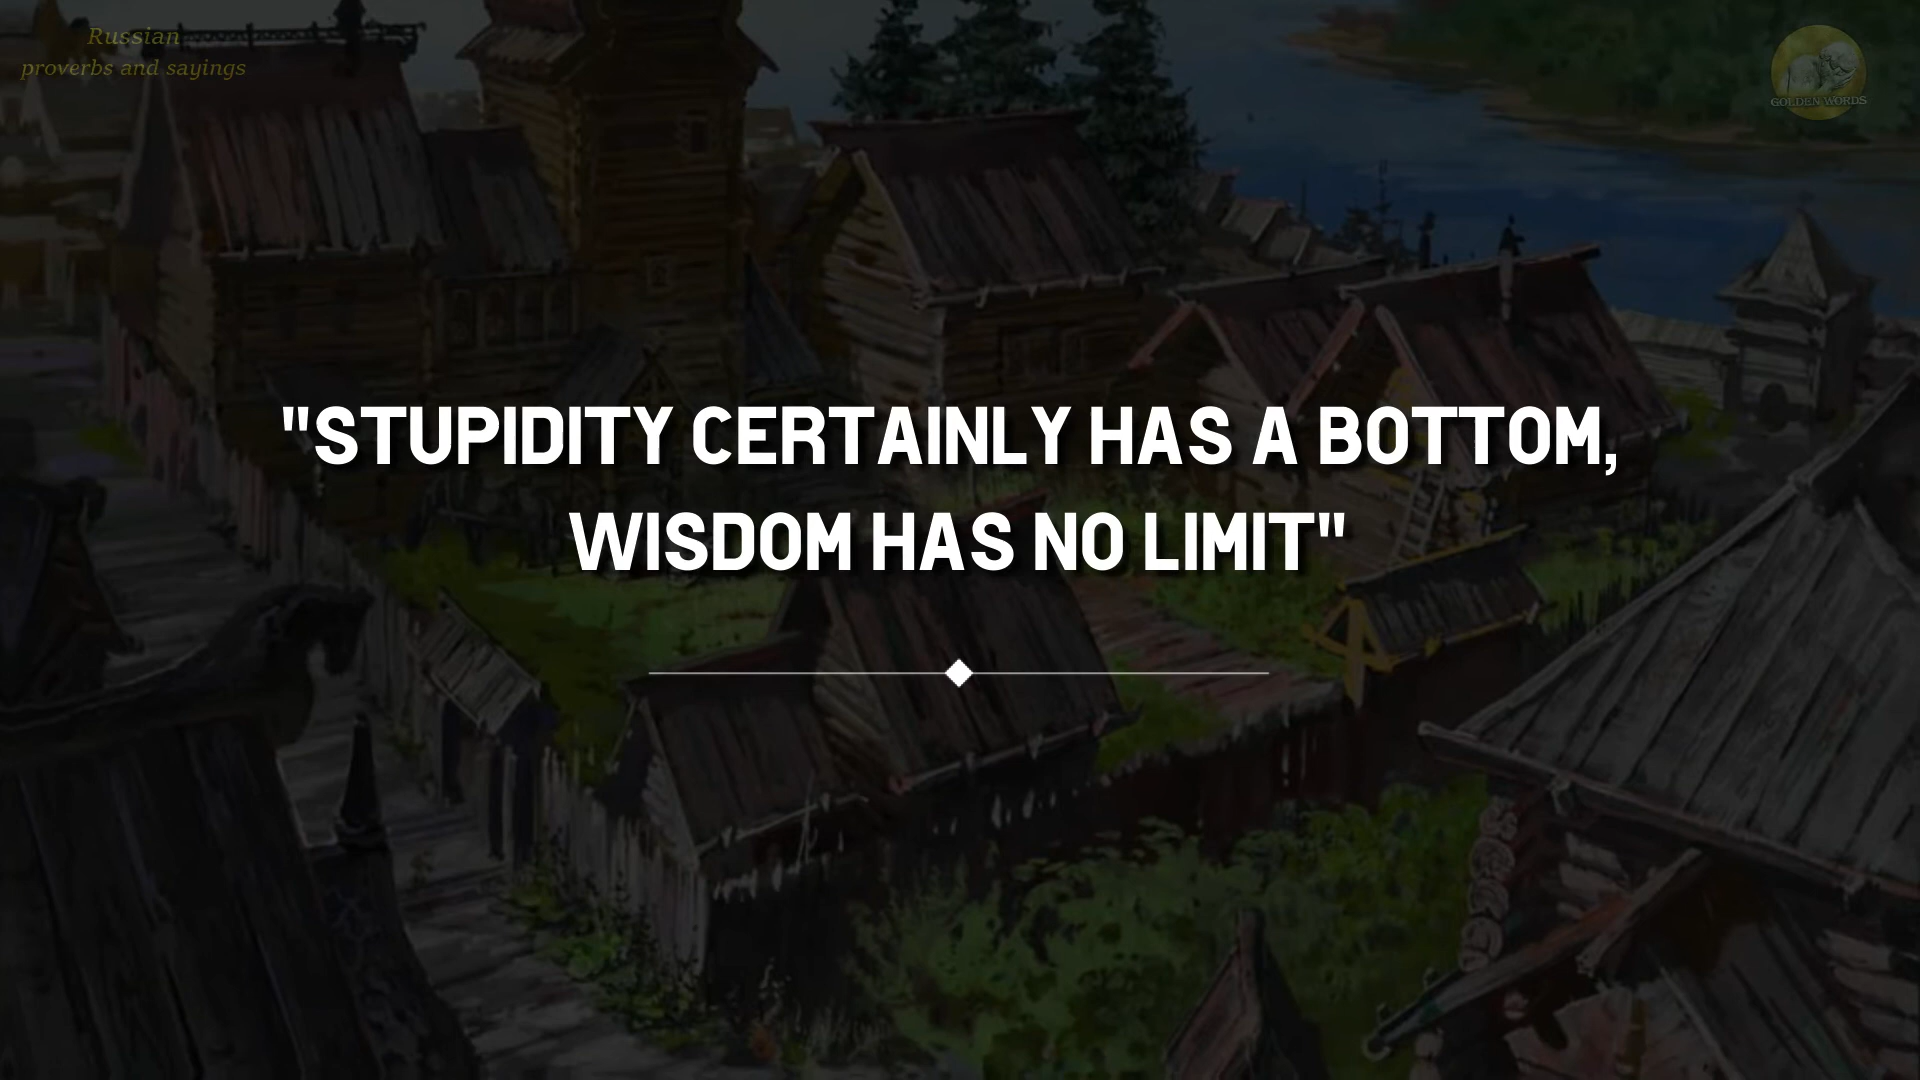 Russian
proverbs and sayings
GOLDEN WORDS
"STUPIDITY CERTAINLY HAS A BOTTOM,
WISDOM HAS NO LIMIT"